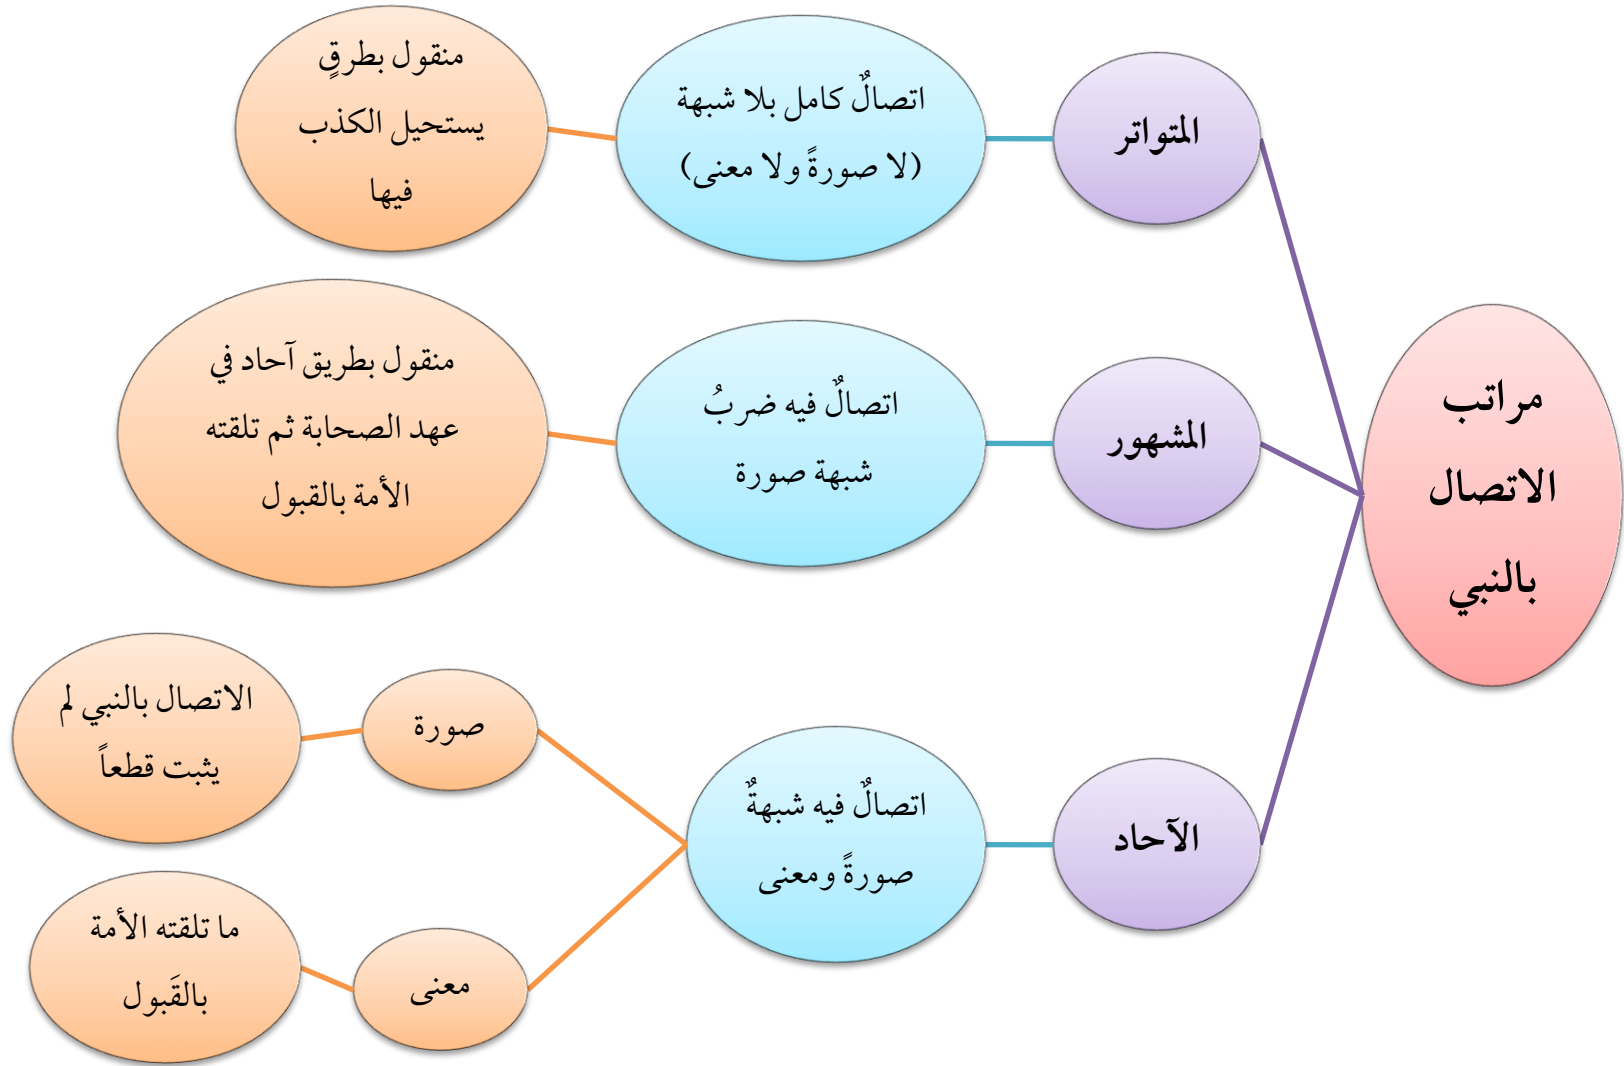 مراتب
الاتصال
بالنبي
المتواتر
اتصالٌ كامل بلا شبهة
(لا صورةً ولا معنى)
منقول بطرقٍ
يستحيل الكذب
فيها
المشهور
اتصالٌ فيه ضربُ
شبهة صورة
منقول بطريق آحاد في
عهد الصحابة ثم تلقته
الأمة بالقبول
الآحاد
اتصالٌ فيه شبهةٌ
صورةً ومعنى
صورة
الاتصال بالنبي لم
يثبت قطعاً
معنى
ما تلقته الأمة
بالقَبول